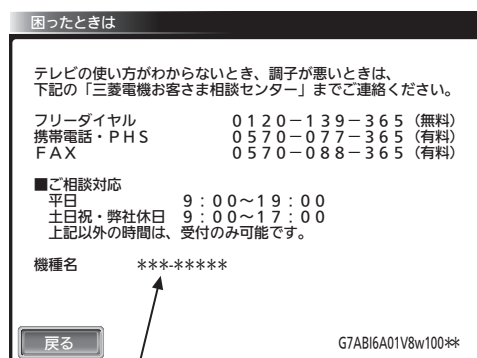 困ったときは
テレビの使い方がわからないとき、調子が悪いときは、
下記の「三菱電機お客さま相談センター」までご連絡ください。
フリーダイヤル　０１２０－１３９－３６５（無料）
携帯電話・ＰＨＳ　０５７０－０７７－３６５（有料）
ＦＡＸ　０５７０－０８８－３６５（有料）
■ご相談対応
平日　９：００～１９：００
土日祝・弊社休日　９：００～１７：００
上記以外の時間は、受付のみ可能です。
機種名　***-*****
戻る　G7ABI6A01V8w100**